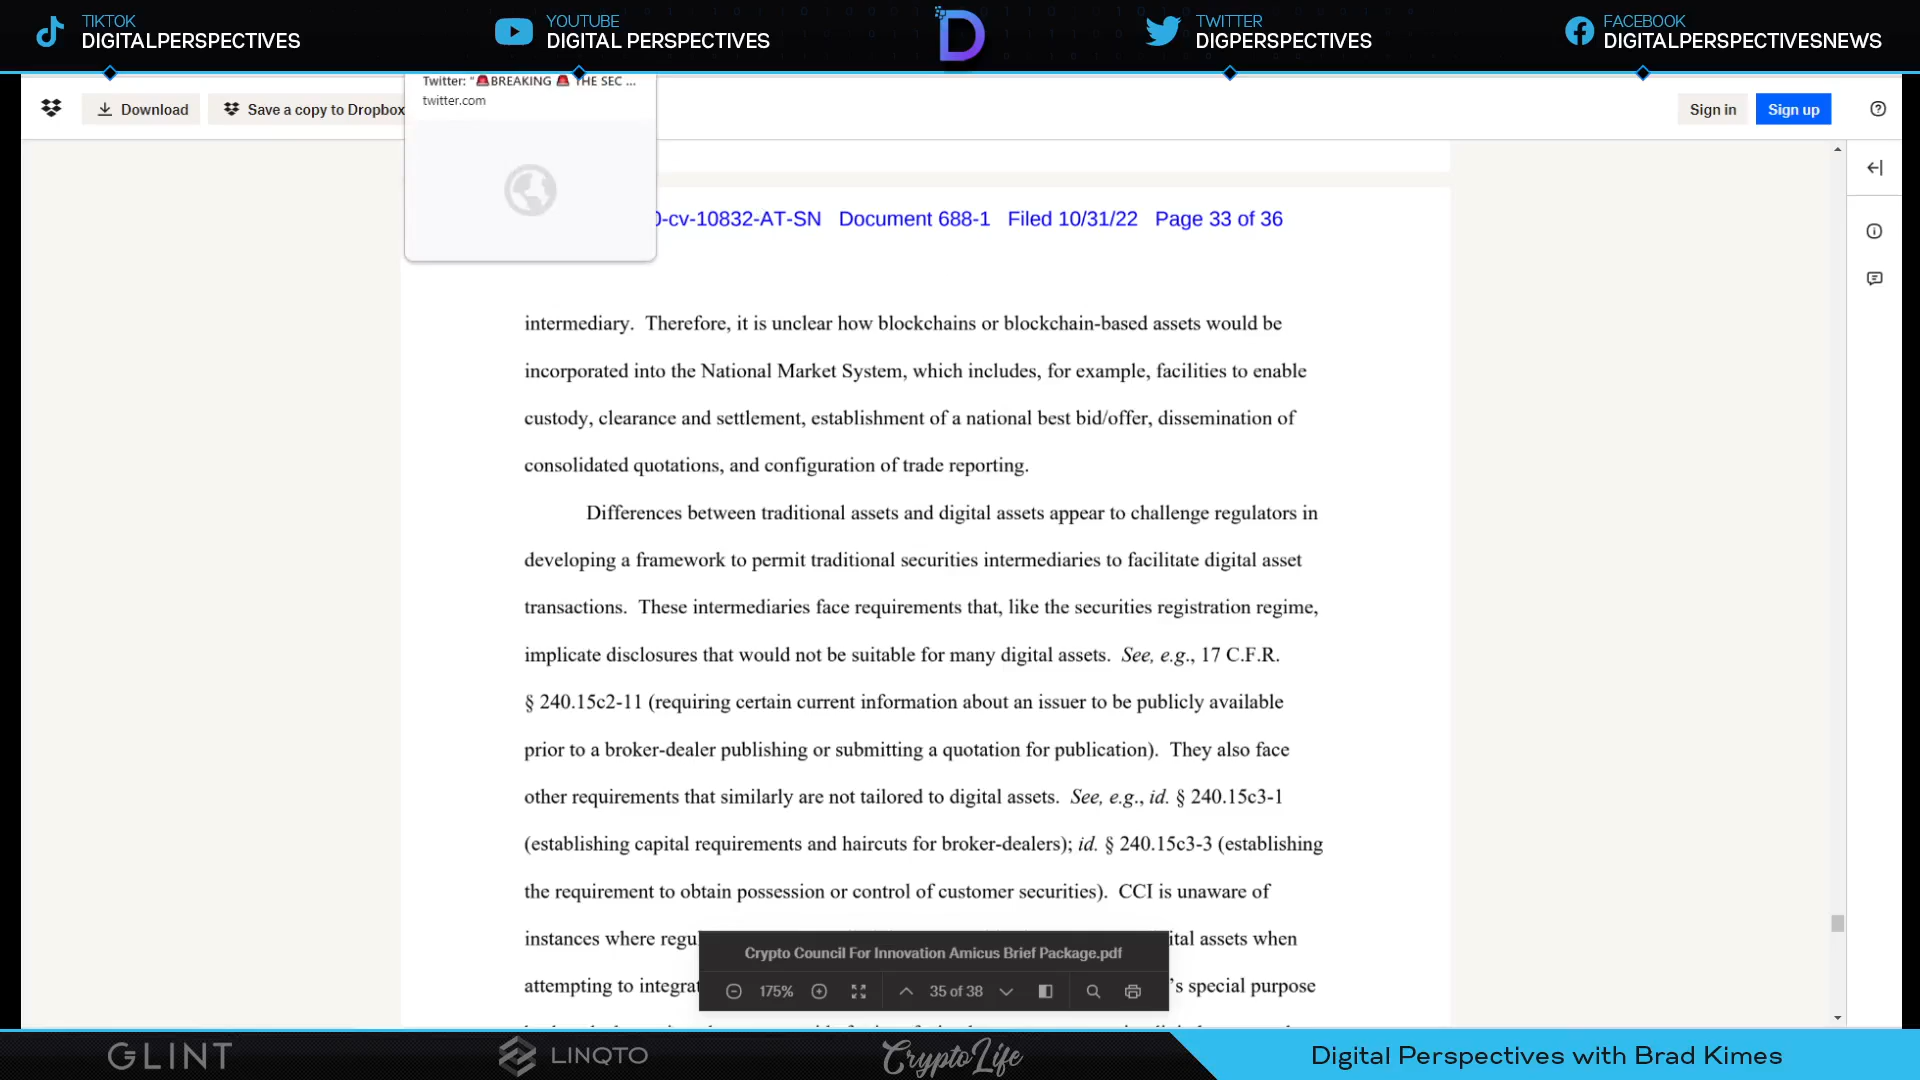 TIKTOK
DIGITALPERSPECTIVES
YOUTUBE
DIGITAL PERSPECTIVES
D
TWITTER
DIGPERSPECTIVES
FACEBOOK
DIGITALPERSPECTIVESNEWS
Twitter: "🚨BREAKING 🚨 THE SEC ...
twitter.com
Download
Save a copy to Dropbox
Sign in
Sign up
0-cv-10832-AT-SN Document 688-1 Filed 10/31/22 Page 33 of 36
intermediary. Therefore, it is unclear how blockchains or blockchain-based assets would be
incorporated into the National Market System, which includes, for example, facilities to enable
custody, clearance and settlement, establishment of a national best bid/offer, dissemination of
consolidated quotations, and configuration of trade reporting.
Differences between traditional assets and digital assets appear to challenge regulators in
developing a framework to permit traditional securities intermediaries to facilitate digital asset
transactions. These intermediaries face requirements that, like the securities registration regime,
implicate disclosures that would not be suitable for many digital assets. See, e.g., 17 C.F.R.
§ 240.15c2-11 (requiring certain current information about an issuer to be publicly available
prior to a broker-dealer publishing or submitting a quotation for publication). They also face
other requirements that similarly are not tailored to digital assets. See, e.g., id. § 240.15c3-1
(establishing capital requirements and haircuts for broker-dealers); id. § 240.15c3-3 (establishing
the requirement to obtain possession or control of customer securities). CCI is unaware of
instances where regu ital assets when
attempting to integrat 's special purpose
Crypto Council For Innovation Amicus Brief Package.pdf
175%
35 of 38
GLINT
LINQTO
CryptoLife
Digital Perspectives with Brad Kimes